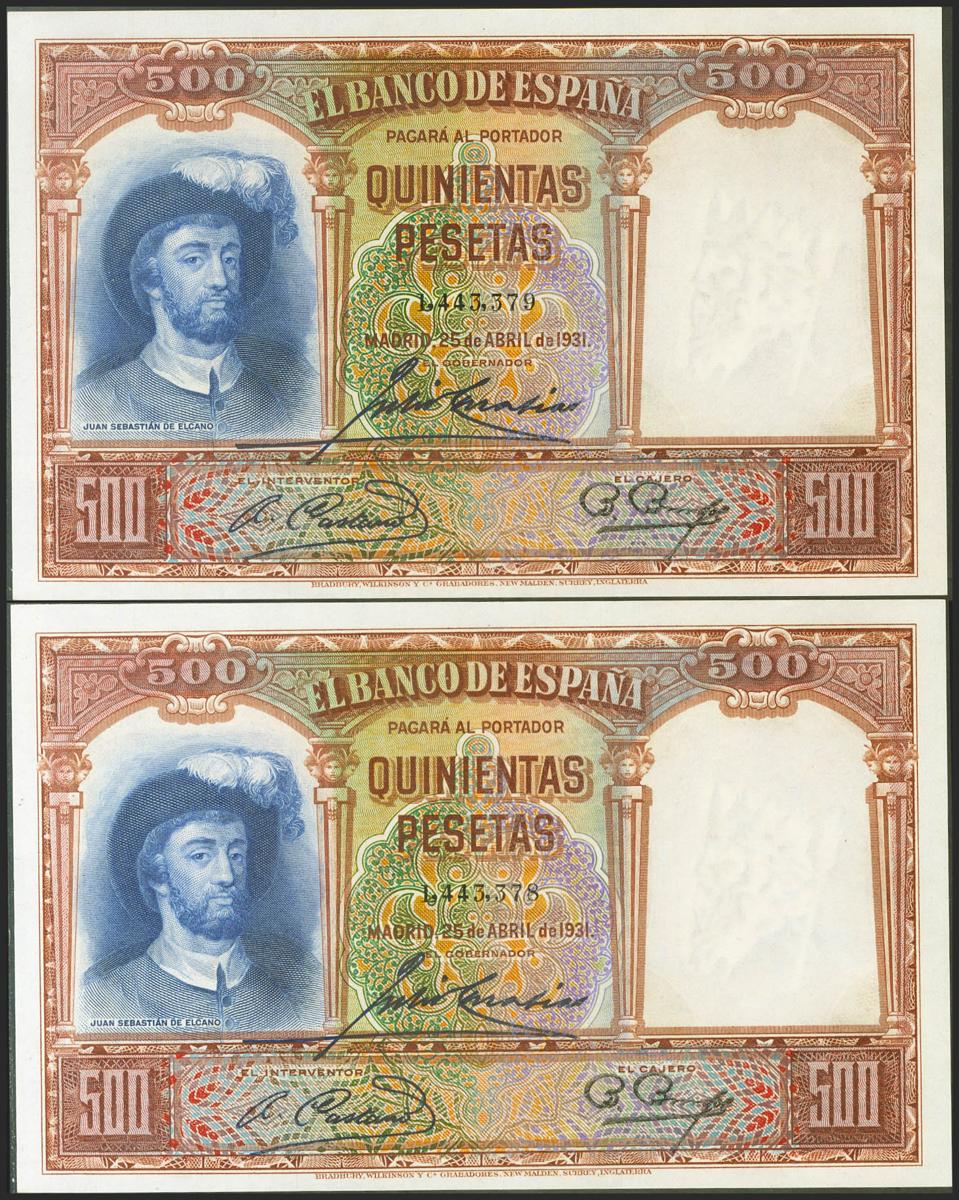 500 500
EL BANCO DE ESPAÑA
PAGARÁ AL PORTADOR
QUINIENTAS
PESETAS
1,443,379
MADRID, 25 de ABRIL de 1931.
EL GOBERNADOR
JUAN SEBASTIÁN DE ELCANO
EL INTERVENTOR EL CAJERO
500 500
BRADBURY, WILKINSON Y Cª GRABADORES, NEW MALDEN, SURREY, INGLATERRA
500 500
EL BANCO DE ESPAÑA
PAGARÁ AL PORTADOR
QUINIENTAS
PESETAS
1,443,378
MADRID, 25 de ABRIL de 1931.
EL GOBERNADOR
JUAN SEBASTIÁN DE ELCANO
EL INTERVENTOR EL CAJERO
500 500
BRADBURY, WILKINSON Y Cª GRABADORES, NEW MALDEN, SURREY, INGLATERRA